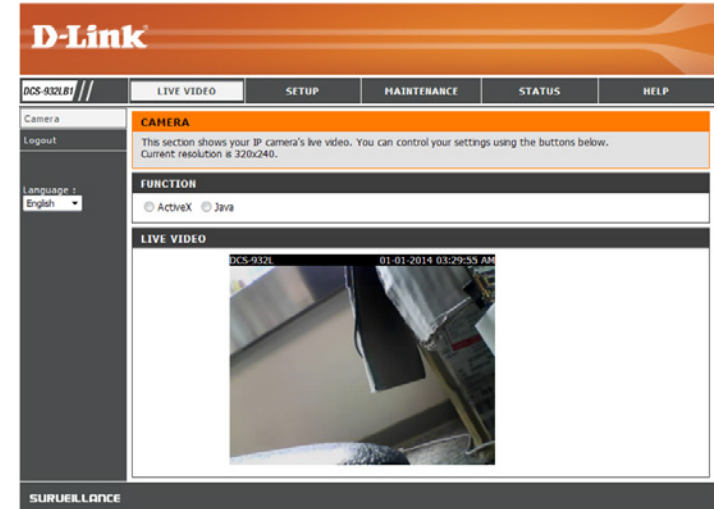 D-Link
DCS-932LB1 //
LIVE VIDEO
SETUP
MAINTENANCE
STATUS
HELP
Camera
Logout
Language :
English
CAMERA
This section shows your IP camera's live video. You can control your settings using the buttons below.
Current resolution is 320x240.
FUNCTION
ActiveX
Java
LIVE VIDEO
DCS-932L
01-01-2014 03:29:55 AM
SURVEILLANCE